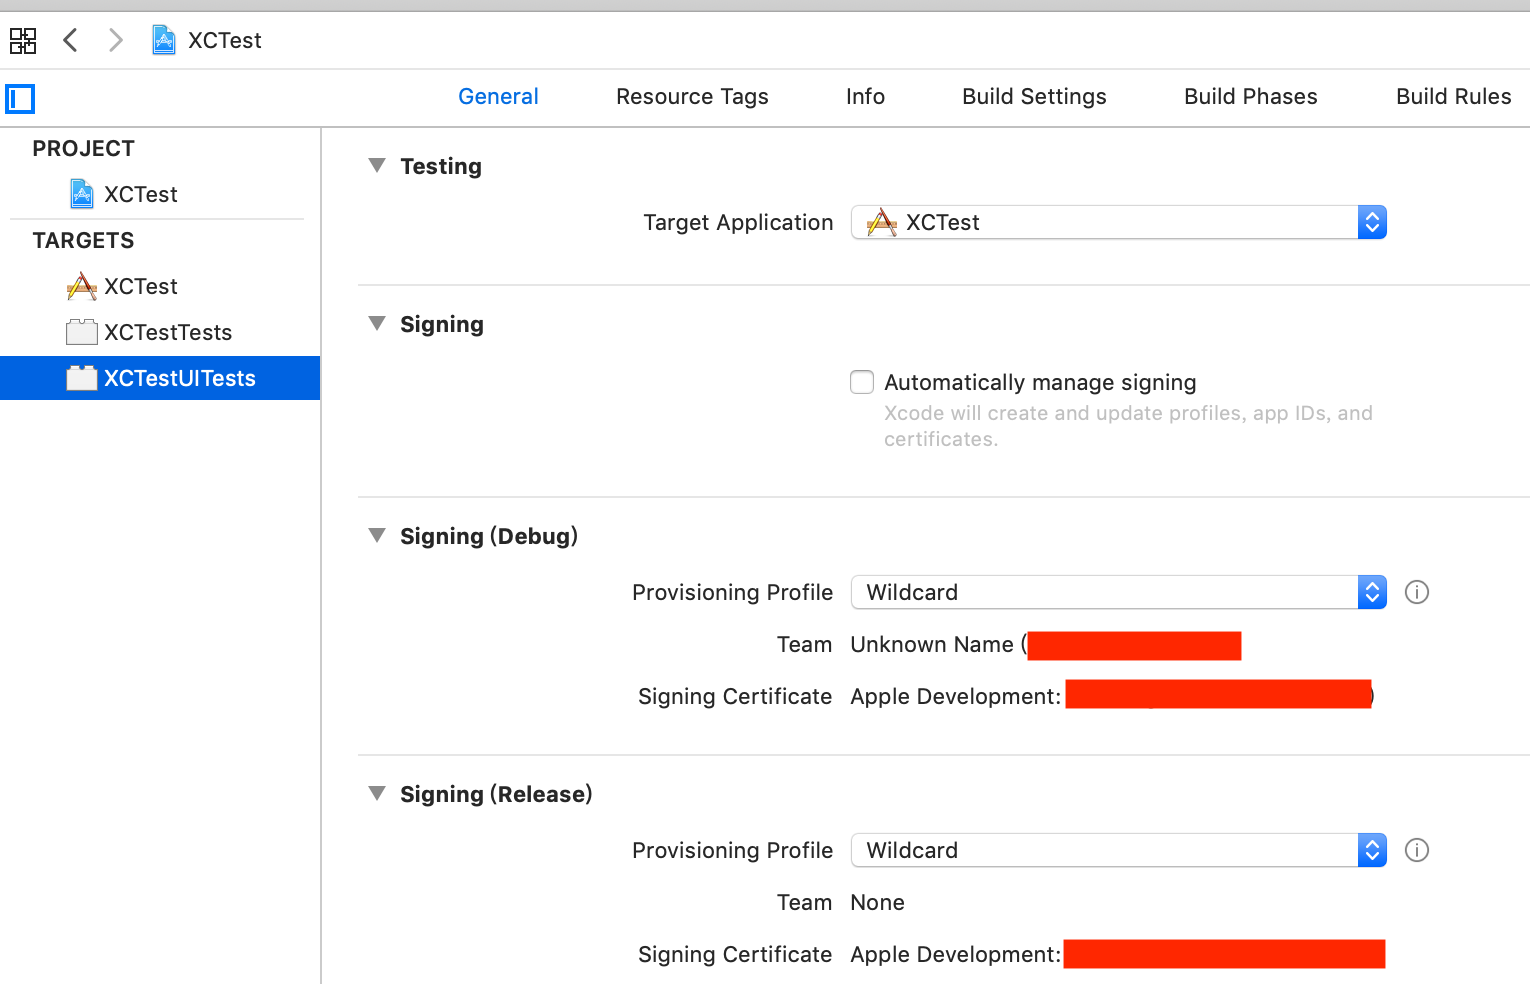 XCTest
General Resource Tags Info Build Settings Build Phases Build Rules
PROJECT
XCTest
TARGETS
XCTest
XCTestTests
XCTestUITests
Testing
Target Application XCTest
Signing
Automatically manage signing
Xcode will create and update profiles, app IDs, and
certificates.
Signing (Debug)
Provisioning Profile Wildcard
Team Unknown Name (
Signing Certificate Apple Development: )
Signing (Release)
Provisioning Profile Wildcard
Team None
Signing Certificate Apple Development: